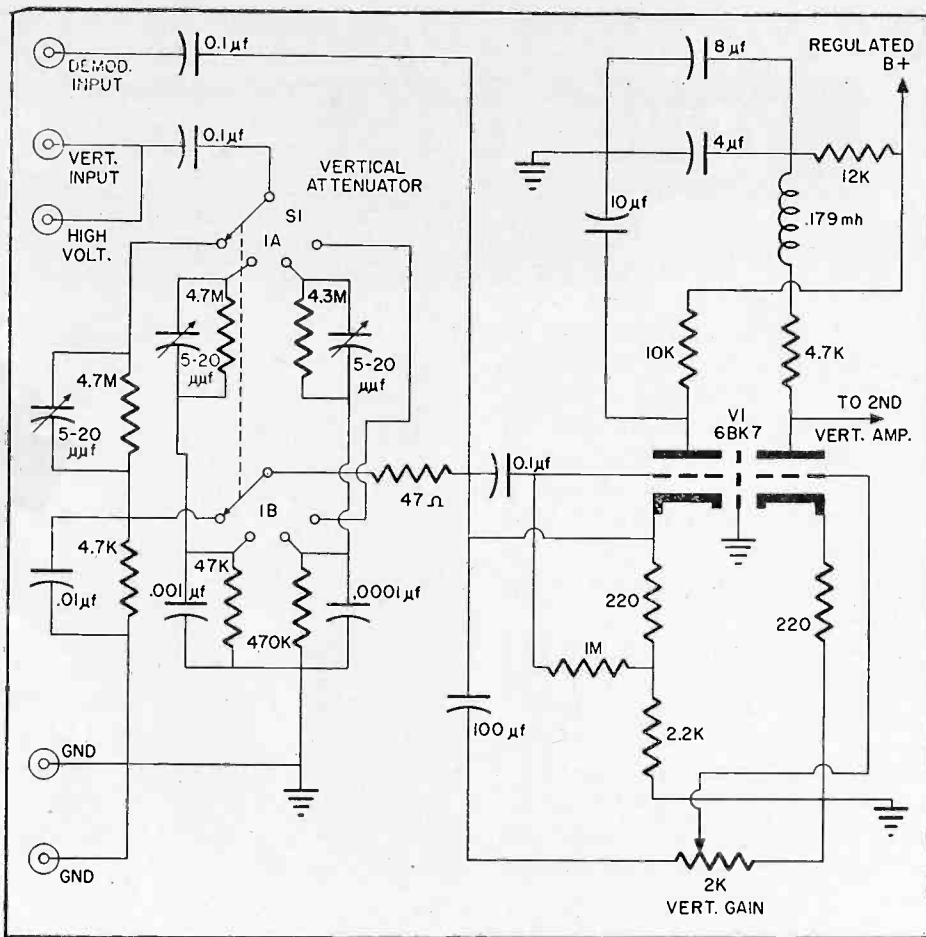 0.1µf
DEMOD.
INPUT
8µf
REGULATED
B+
VERT.
INPUT
0.1µf
VERTICAL
ATTENUATOR
4µf
12K
HIGH
VOLT.
S1
1A
10µf
.179mh
4.7M
4.3M
5-20
µµf
5-20
µµf
10K
4.7K
4.7M
5-20
µµf
V1
6BK7
TO 2ND
VERT. AMP.
0.1µf
47Ω
1B
4.7K
.01µf
.001µf
47K
470K
.0001µf
220
220
1M
100µf
2.2K
GND
GND
2K
VERT. GAIN